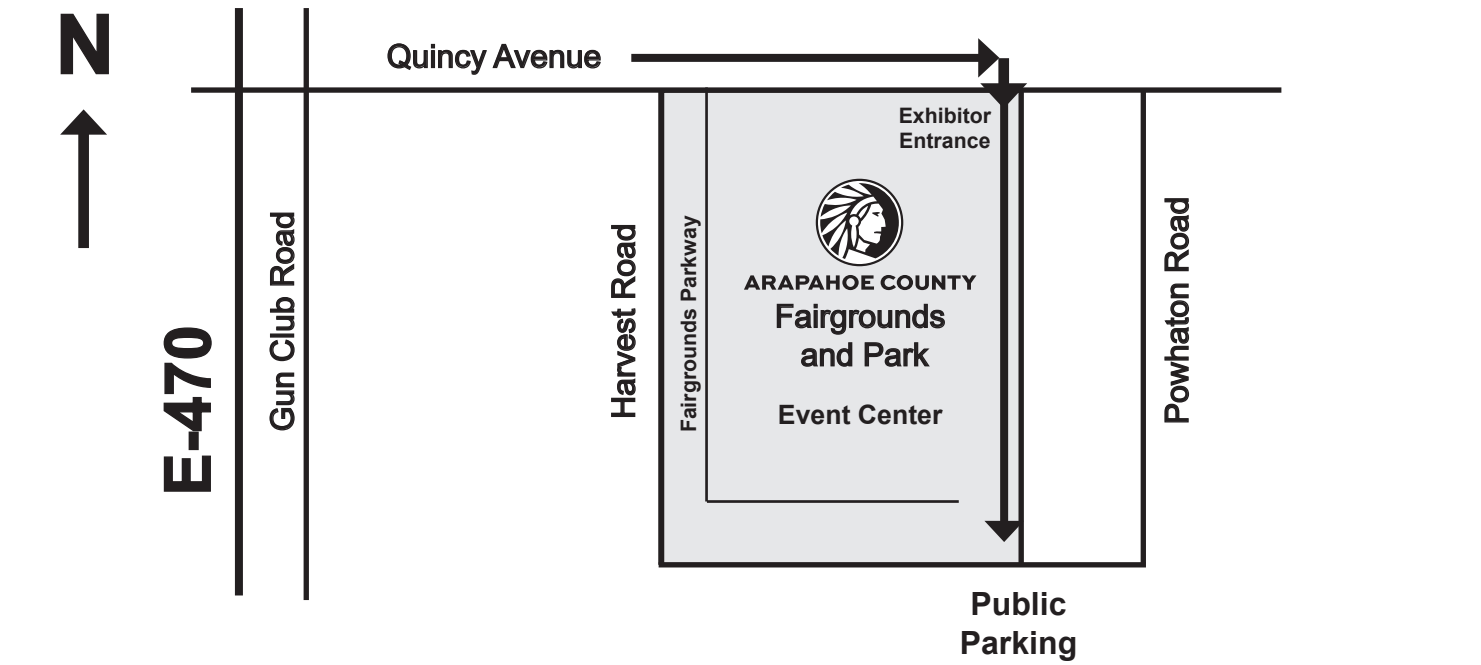 N
Quincy Avenue
Exhibitor
Entrance
E-470
Gun Club Road
Harvest Road
Fairgrounds Parkway
ARAPAHOE COUNTY
Fairgrounds
and Park
Event Center
Powhaton Road
Public
Parking